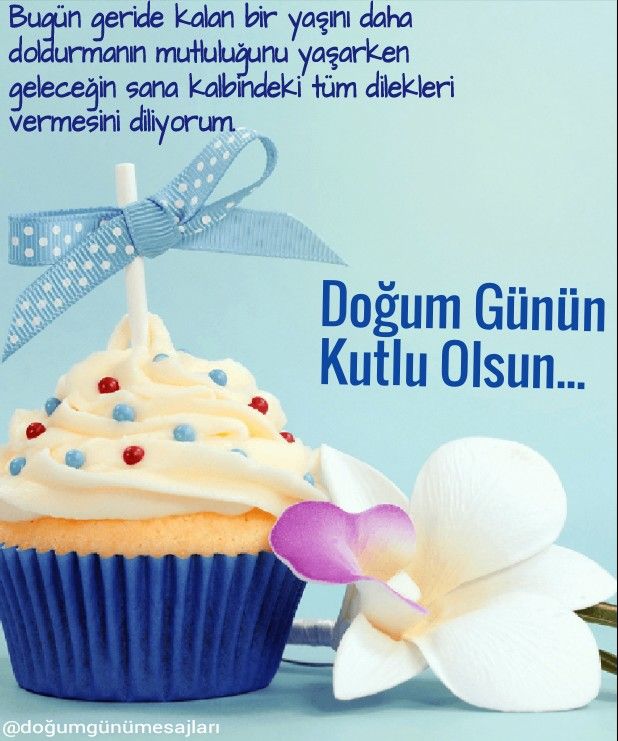 Bugün geride kalan bir yaşını daha
doldurmanın mutluluğunu yaşarken
geleceğin sana kalbindeki tüm dilekleri
vermesini diliyorum.
Doğum Günün
Kutlu Olsun...
@doğumgünümesajları